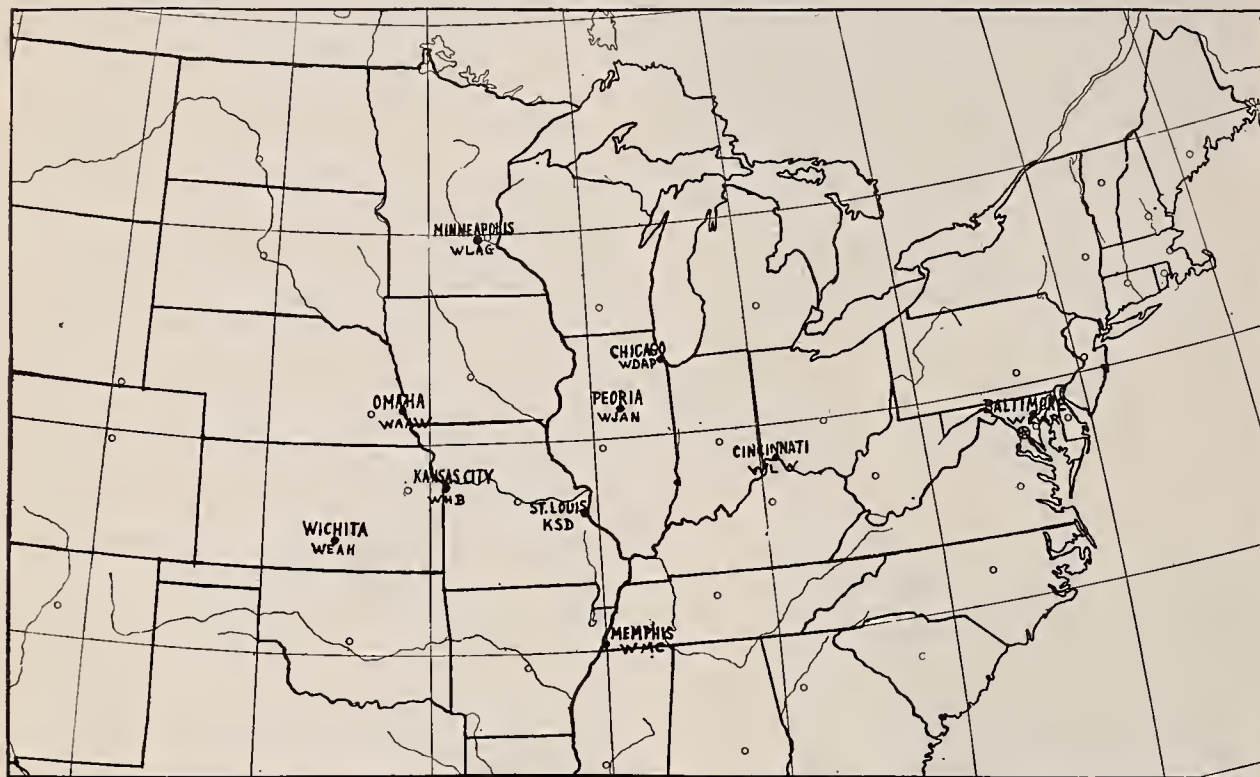 MINNEAPOLIS
WLAG
CHICAGO
WDAP
OMAHA
WAAW
PEORIA
WJAN
BALTIMORE
CINCINNATI
WLW
KANSAS CITY
WHB
ST. LOUIS
KSD
WICHITA
WEAH
MEMPHIS
WMC